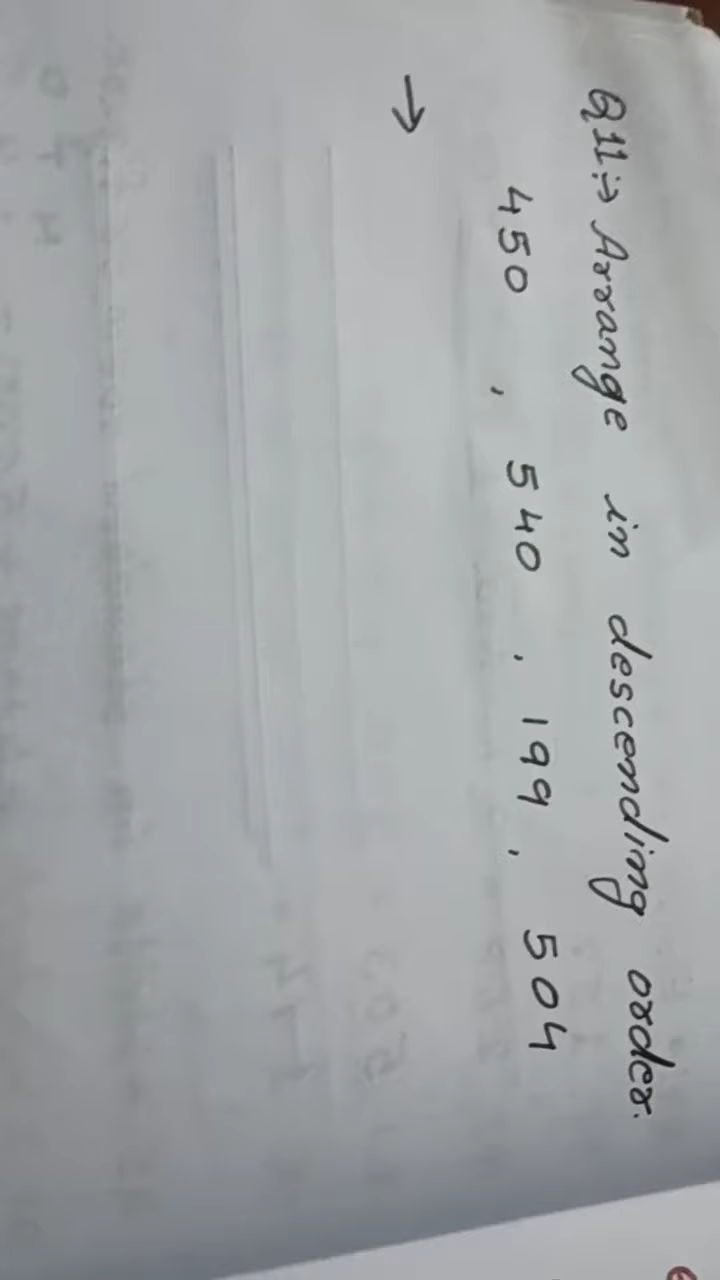 Q11:→ Arrange in descending order.
450 , 540 , 199 , 504
→